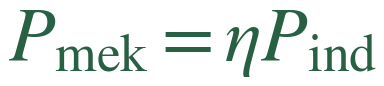 P_mek = ηP_ind